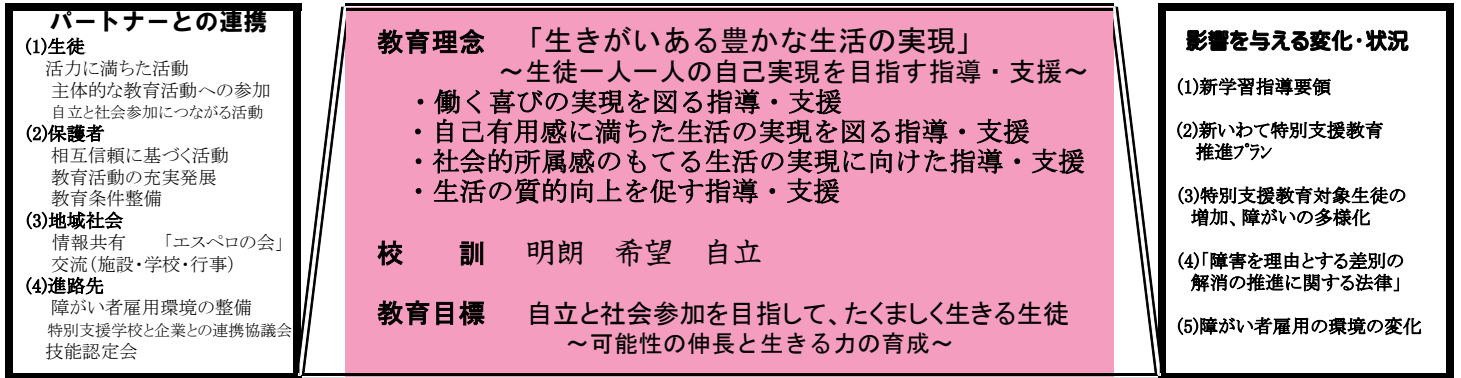 パートナーとの連携
(1)生徒
活力に満ちた活動
主体的な教育活動への参加
自立と社会参加につながる活動
(2)保護者
相互信頼に基づく活動
教育活動の充実発展
教育条件整備
(3)地域社会
情報共有 「エスペロの会」
交流(施設・学校・行事)
(4)進路先
障がい者雇用環境の整備
特別支援学校と企業との連携協議会
技能認定会
教育理念 「生きがいある豊かな生活の実現」
～生徒一人一人の自己実現を目指す指導・支援～
・働く喜びの実現を図る指導・支援
・自己有用感に満ちた生活の実現を図る指導・支援
・社会的所属感のもてる生活の実現に向けた指導・支援
・生活の質的向上を促す指導・支援
校 訓 明朗 希望 自立
教育目標 自立と社会参加を目指して、たくましく生きる生徒
～可能性の伸長と生きる力の育成～
影響を与える変化・状況
(1)新学習指導要領
(2)新いわて特別支援教育
推進プラン
(3)特別支援教育対象生徒の
増加、障がいの多様化
(4)「障害を理由とする差別の
解消の推進に関する法律」
(5)障がい者雇用の環境の変化